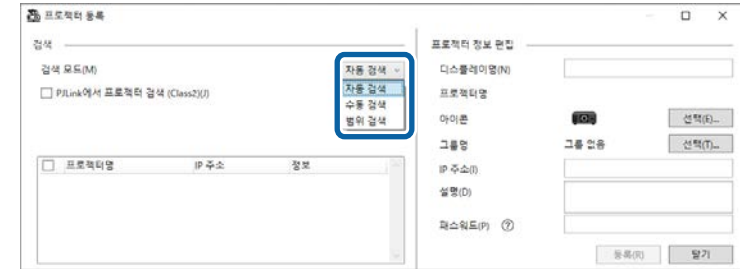 프로젝터 등록
검색
검색 모드(M)
자동 검색
자동 검색
수동 검색
범위 검색
PJLink에서 프로젝터 검색 (Class2)(J)
프로젝터명 IP 주소 정보
프로젝터 정보 편집
디스플레이명(N)
프로젝터명
아이콘 선택(E)...
그룹명 그룹 없음 선택(T)...
IP 주소(I)
설명(D)
패스워드(P) ?
등록(R) 닫기